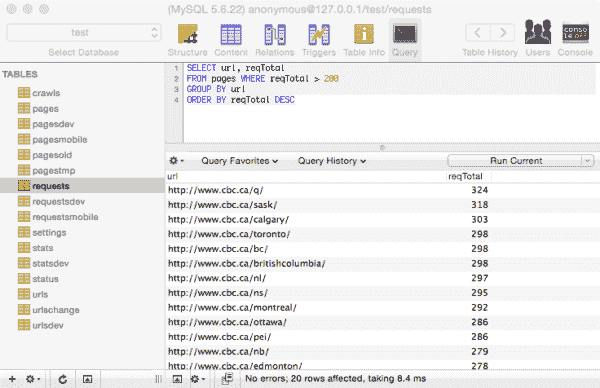 (MySQL 5.6.22) anonymous@127.0.0.1/test/requests
test
Select Database
Structure Content Relations Triggers Table Info Query Table History Users Console
conso
le off
TABLES
crawls
pages
pagesdev
pagesmobile
pagesold
pagestmp
requests
requestsdev
requestsmobile
settings
stats
statsdev
status
urls
urlschange
urlsdev
1 SELECT url, reqTotal
2 FROM pages WHERE reqTotal > 200
3 GROUP BY url
4 ORDER BY reqTotal DESC
Query Favorites Query History Run Current
url reqTotal
http://www.cbc.ca/q/ 324
http://www.cbc.ca/sask/ 318
http://www.cbc.ca/calgary/ 303
http://www.cbc.ca/toronto/ 298
http://www.cbc.ca/bc/ 298
http://www.cbc.ca/britishcolumbia/ 298
http://www.cbc.ca/nl/ 297
http://www.cbc.ca/ns/ 295
http://www.cbc.ca/montreal/ 292
http://www.cbc.ca/ottawa/ 286
http://www.cbc.ca/pei/ 286
http://www.cbc.ca/nb/ 279
http://www.cbc.ca/edmonton/ 278
No errors; 20 rows affected, taking 8.4 ms